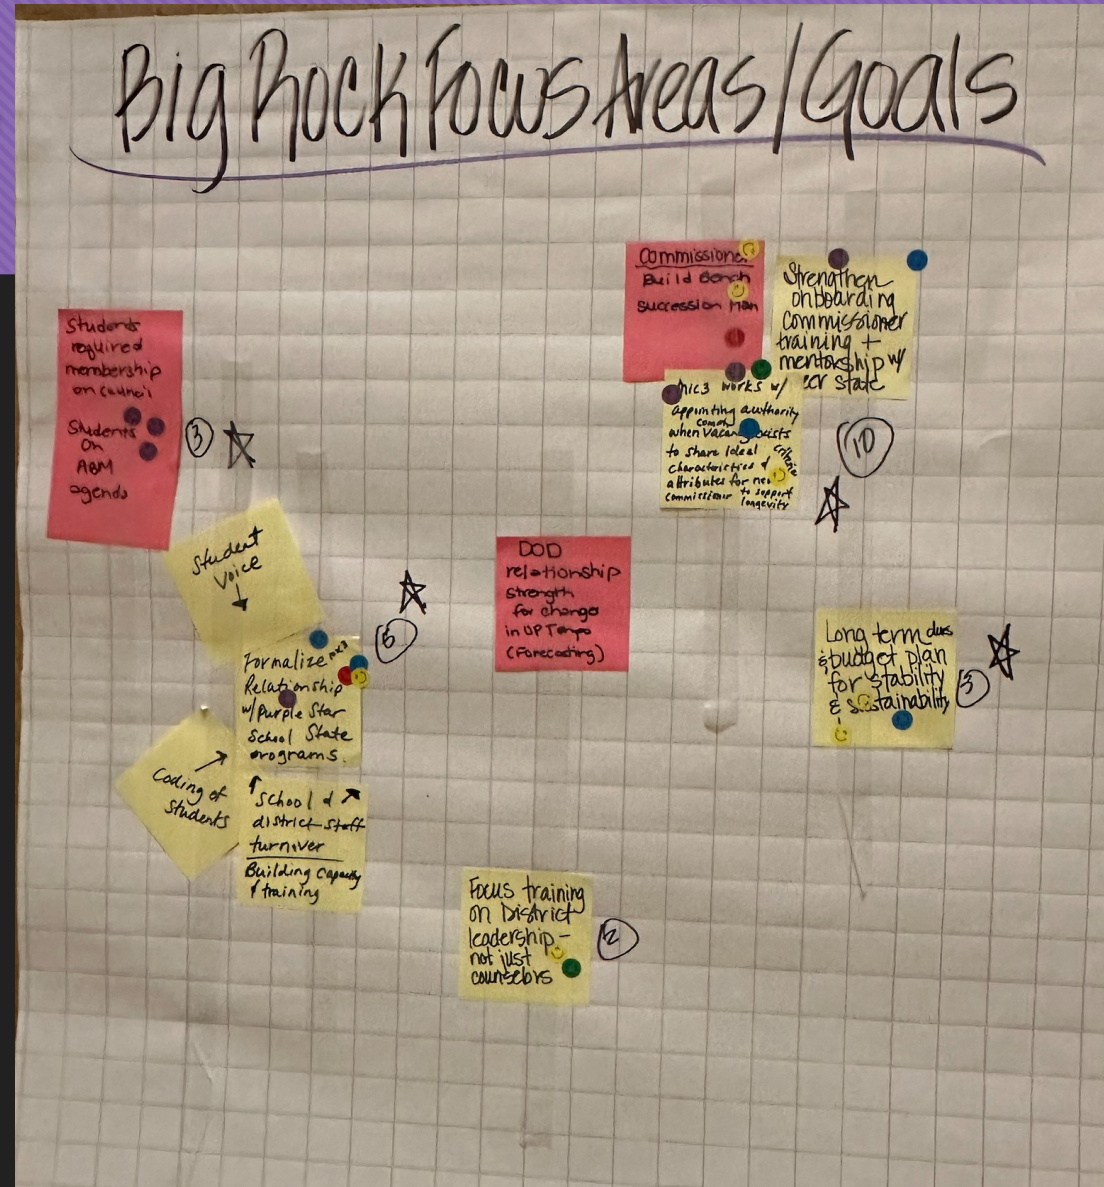 Big Rock Focus Areas/Goals
Students
required
membership
on council
Students
On
ABM
agenda
3
Student
Voice
5
Formalize MIC3
Relationship
w/Purple Star
School State
programs.
Coding of
Students
School &
district staff
turnover
Building capacity
& training
DOD
relationship
strength
for change
in OP Tempo
(Forecasting)
Focus training
on District
leadership -
not just
counselors
2
Commissioner
Build Bench
Succession Plan
Strengthen
onboarding
commissioner
training +
mentorship w/
state
Mic3 works w/
appointing authority
when vacancy exists
to share ideal
characteristics & criteria
attributes for new
commissioner to support
longevity
10
Long term dues
& budget plan
for stability
& sustainability